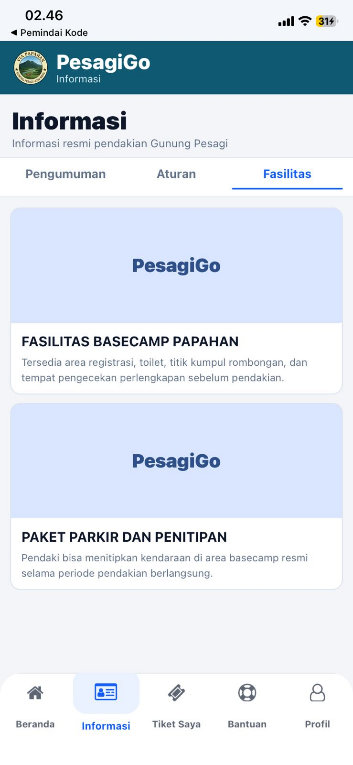 02.46
31
◀ Pemindai Kode
PesagiGo
Informasi
Informasi
Informasi resmi pendakian Gunung Pesagi
Pengumuman
Aturan
Fasilitas
PesagiGo
FASILITAS BASECAMP PAPAHAN
Tersedia area registrasi, toilet, titik kumpul rombongan, dan
tempat pengecekan perlengkapan sebelum pendakian.
PesagiGo
PAKET PARKIR DAN PENITIPAN
Pendaki bisa menitipkan kendaraan di area basecamp resmi
selama periode pendakian berlangsung.
Beranda
Informasi
Tiket Saya
Bantuan
Profil